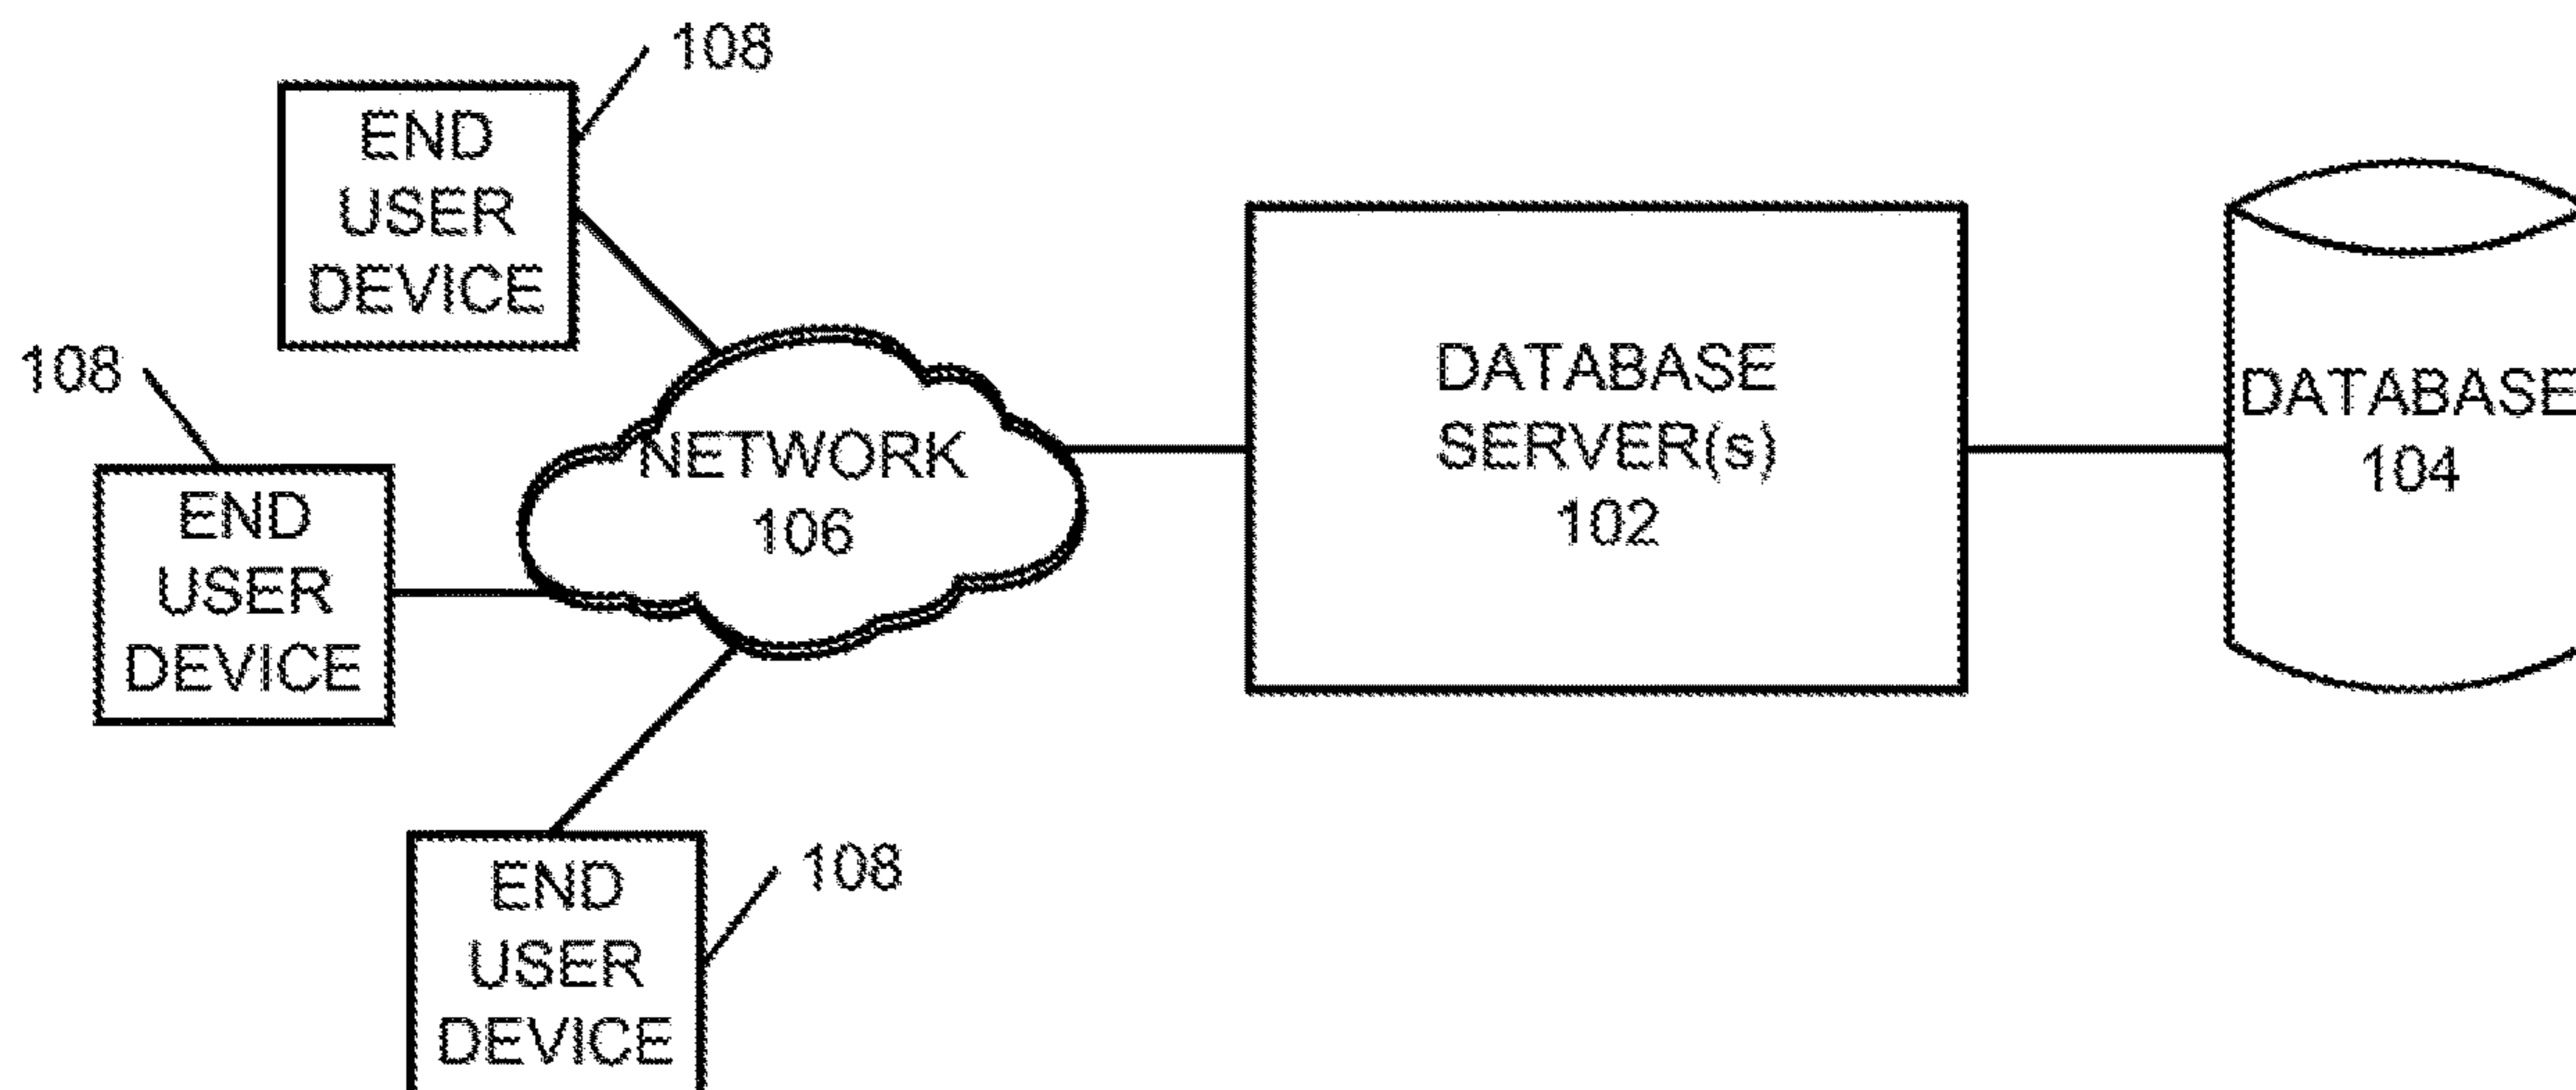 108
END
USER
DEVICE
108
END
USER
DEVICE
NETWORK
106
DATABASE
SERVER(s)
102
DATABASE
104
END
USER
DEVICE
108